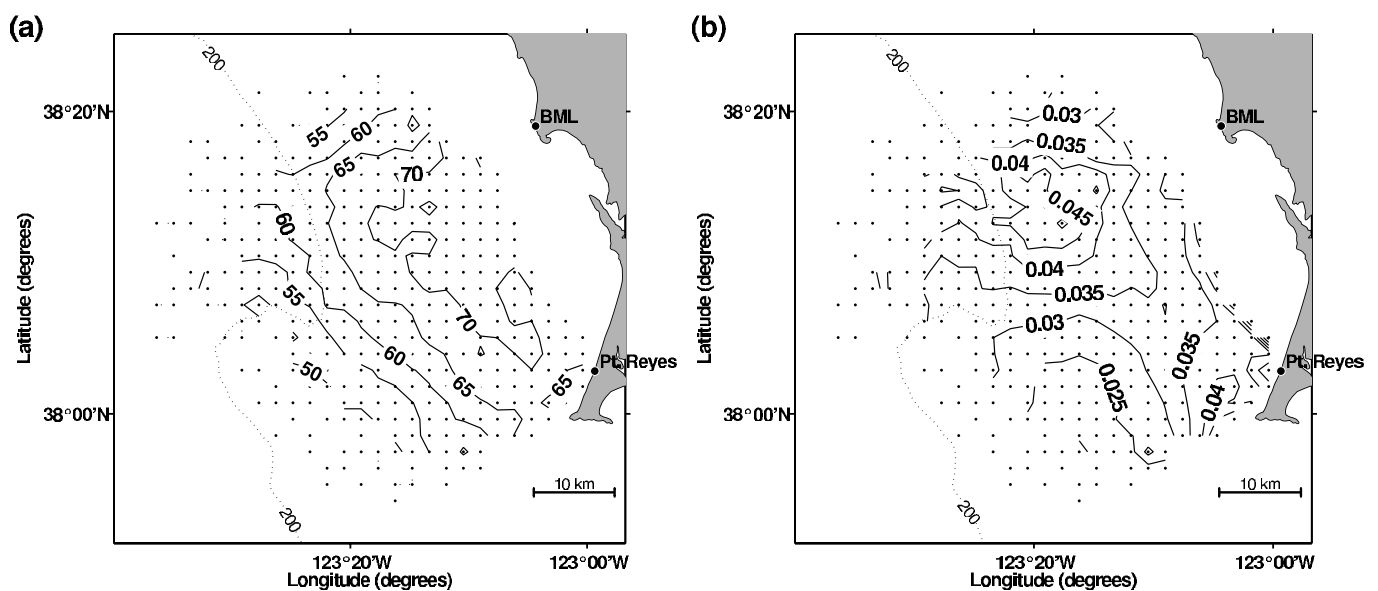 (a)
(b)
200
38°20'N
BML
55
60
65
70
60
55
70
60
50
65
65
Pt. Reyes
38°00'N
10 km
200
123°20'W
123°00'W
Longitude (degrees)
Latitude (degrees)
200
38°20'N
BML
0.03
0.035
0.04
0.045
0.04
0.035
0.03
0.035
0.025
0.04
Pt. Reyes
38°00'N
10 km
200
123°20'W
123°00'W
Longitude (degrees)
Latitude (degrees)